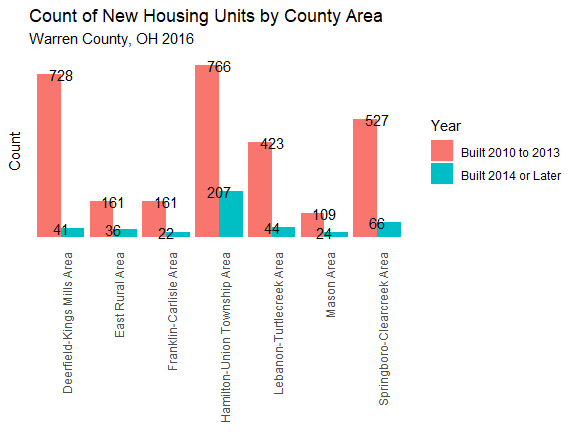 Count of New Housing Units by County Area
Warren County, OH 2016
Count
728
41
161
36
161
22
766
207
423
44
109
24
527
66
Deerfield-Kings Mills Area
East Rural Area
Franklin-Carlisle Area
Hamilton-Union Township Area
Lebanon-Turtlecreek Area
Mason Area
Springboro-Clearcreek Area
Year
Built 2010 to 2013
Built 2014 or Later